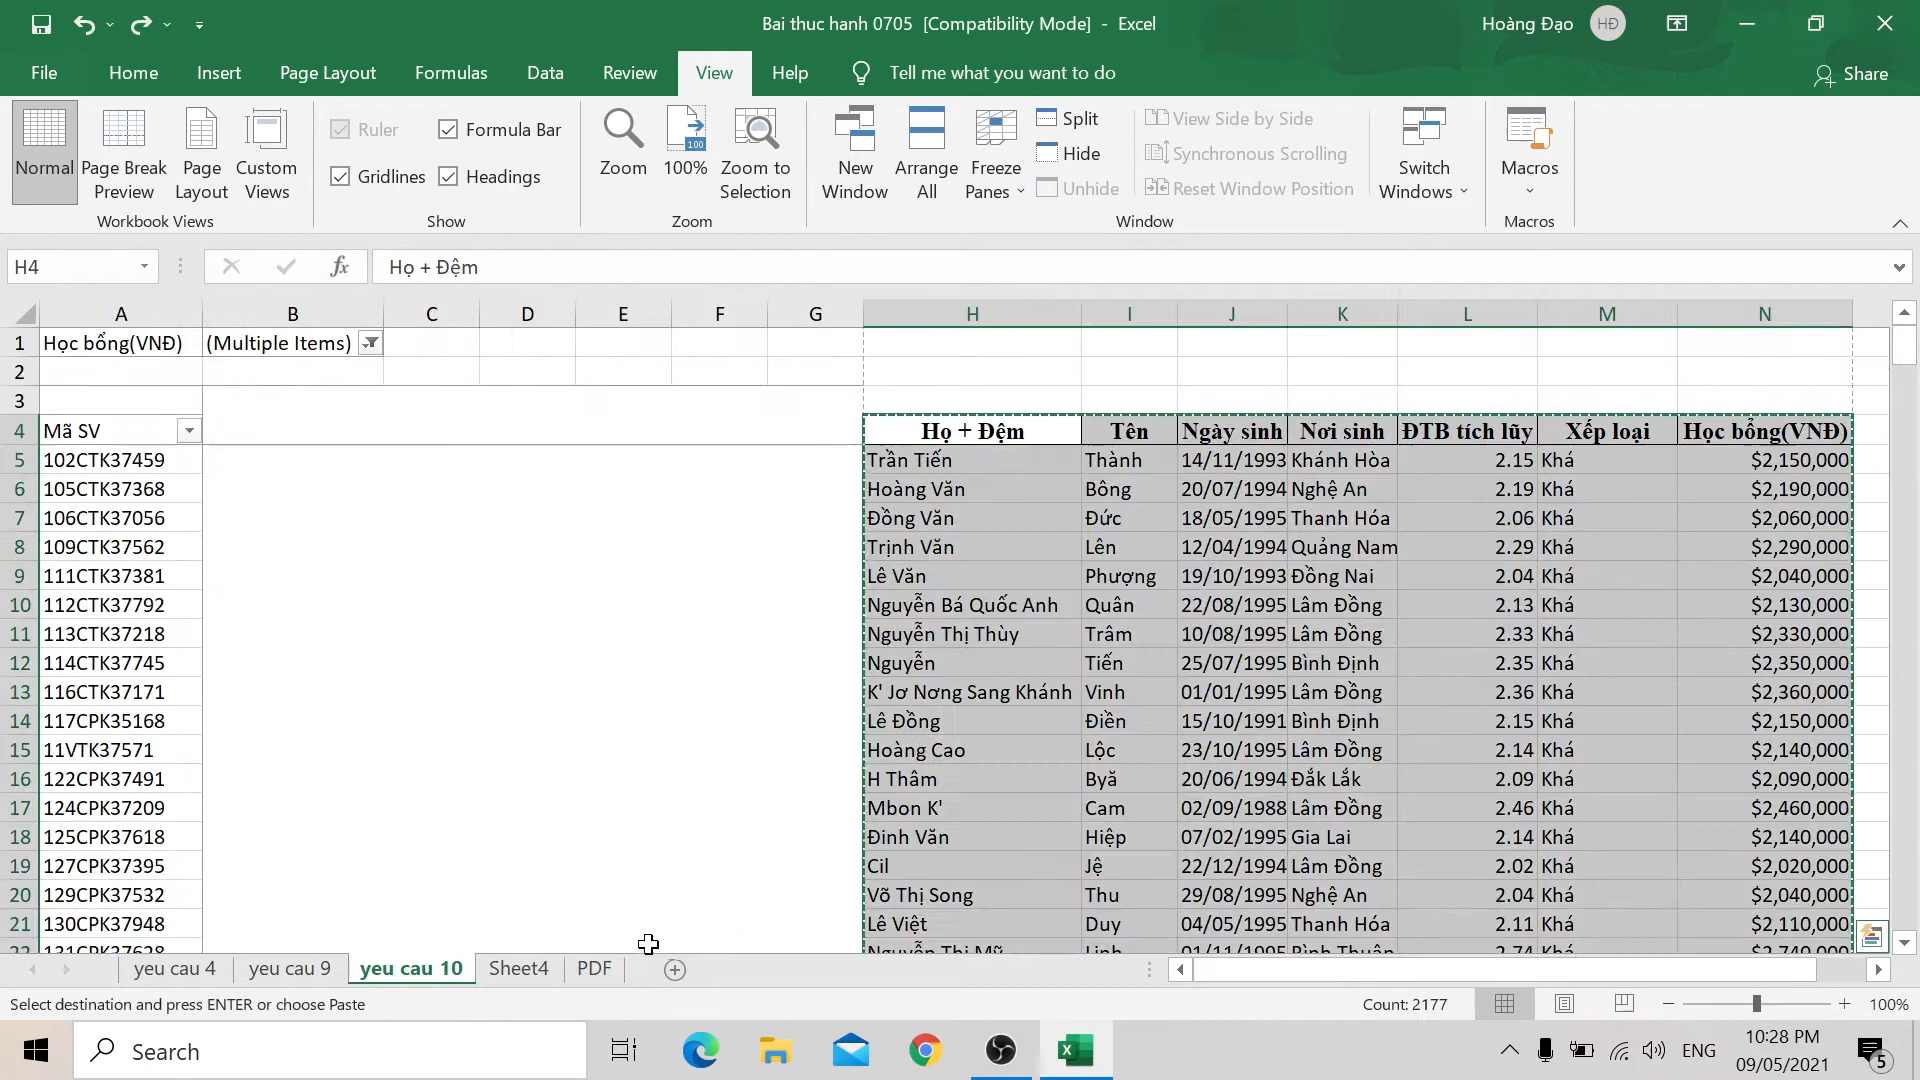 Bai thuc hanh 0705 [Compatibility Mode] - Excel
Hoàng Đạo HĐ
File Home Insert Page Layout Formulas Data Review View Help Tell me what you want to do Share
Normal Page Break Preview Page Layout Custom Views
Workbook Views
Ruler Formula Bar
Gridlines Headings
Show
Zoom 100% Zoom to Selection
100
Zoom
New Window Arrange All Freeze Panes
Split View Side by Side
Hide Synchronous Scrolling
Unhide Reset Window Position
Switch Windows
Window
Macros
Macros
H4 fx Họ + Đệm
A B C D E F G H I J K L M N
1 Học bổng(VNĐ) (Multiple Items)
2
3
4 Mã SV Họ + Đệm Tên Ngày sinh Nơi sinh ĐTB tích lũy Xếp loại Học bổng(VNĐ)
5 102CTK37459 Trần Tiến Thành 14/11/1993 Khánh Hòa 2.15 Khá $2,150,000
6 105CTK37368 Hoàng Văn Bông 20/07/1994 Nghệ An 2.19 Khá $2,190,000
7 106CTK37056 Đồng Văn Đức 18/05/1995 Thanh Hóa 2.06 Khá $2,060,000
8 109CTK37562 Trịnh Văn Lên 12/04/1994 Quảng Nam 2.29 Khá $2,290,000
9 111CTK37381 Lê Văn Phượng 19/10/1993 Đồng Nai 2.04 Khá $2,040,000
10 112CTK37792 Nguyễn Bá Quốc Anh Quân 22/08/1995 Lâm Đồng 2.13 Khá $2,130,000
11 113CTK37218 Nguyễn Thị Thùy Trâm 10/08/1995 Lâm Đồng 2.33 Khá $2,330,000
12 114CTK37745 Nguyễn Tiến 25/07/1995 Bình Định 2.35 Khá $2,350,000
13 116CTK37171 K' Jơ Nơng Sang Khánh Vinh 01/01/1995 Lâm Đồng 2.36 Khá $2,360,000
14 117CPK35168 Lê Đồng Điền 15/10/1991 Bình Định 2.15 Khá $2,150,000
15 11VTK37571 Hoàng Cao Lộc 23/10/1995 Lâm Đồng 2.14 Khá $2,140,000
16 122CPK37491 H Thâm Byă 20/06/1994 Đắk Lắk 2.09 Khá $2,090,000
17 124CPK37209 Mbon K' Cam 02/09/1988 Lâm Đồng 2.46 Khá $2,460,000
18 125CPK37618 Đinh Văn Hiệp 07/02/1995 Gia Lai 2.14 Khá $2,140,000
19 127CPK37395 Cil Jệ 22/12/1994 Lâm Đồng 2.02 Khá $2,020,000
20 129CPK37532 Võ Thị Song Thu 29/08/1995 Nghệ An 2.04 Khá $2,040,000
21 130CPK37948 Lê Việt Duy 04/05/1995 Thanh Hóa 2.11 Khá $2,110,000
22 131CPK37628 Nguyễn Thị Mỹ Linh 01/11/1995 Bình Thuận 2.74 Khá $2,740,000
yeu cau 4 yeu cau 9 yeu cau 10 Sheet4 PDF
Select destination and press ENTER or choose Paste Count: 2177 100%
Search ENG 10:28 PM
09/05/2021 5